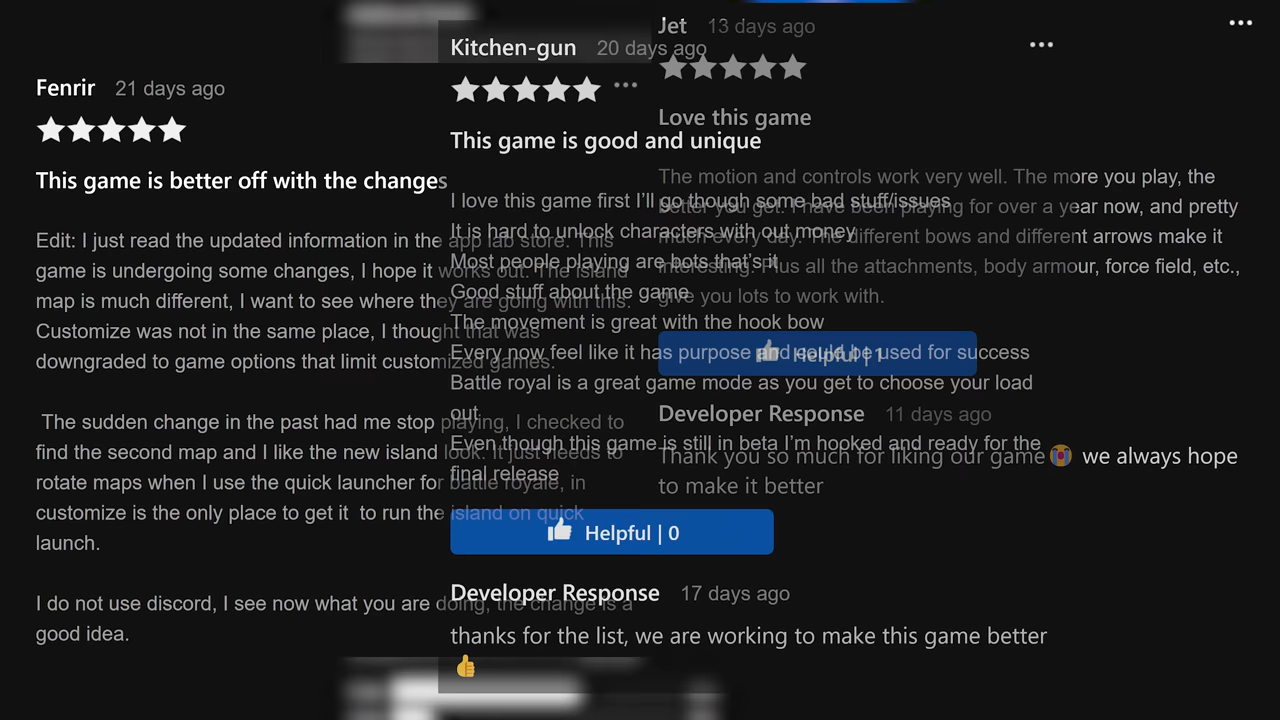 Fenrir 21 days ago
This game is better off with the changes
Edit: I just read the updated information in the app lab store. This
game is undergoing some changes, I hope it works out. The island
map is much different, I want to see where they are going with this.
Customize was not in the same place, I thought that was
downgraded to game options that limit customized games.
The sudden change in the past had me stop playing, I checked to
find the second map and I like the new island look. It just needs to
rotate maps when I use the quick launcher for battle royale, in
customize is the only place to get it to run the island on quick
launch.
I do not use discord, I see now what you are doing, the change is a
good idea.
Kitchen-gun 20 days ago
This game is good and unique
I love this game first I'll go though some bad stuff/issues
It is hard to unlock characters with out money
Most people playing are bots that's it
Good stuff about the game
The movement is great with the hook bow
Every now feel like it has purpose and could be used for success
Battle royal is a great game mode as you get to choose your load
out
Even though this game is still in beta I'm hooked and ready for the
final release
Helpful | 0
Developer Response 17 days ago
thanks for the list, we are working to make this game better
👍
Jet 13 days ago
Love this game
The motion and controls work very well. The more you play, the
better you get. I have been playing for over a year now, and pretty
much every day. The different bows and different arrows make it
interesting. Plus all the attachments, body armour, force field, etc.,
give you lots to work with.
Helpful | 1
Developer Response 11 days ago
Thank you so much for liking our game😭 we always hope
to make it better